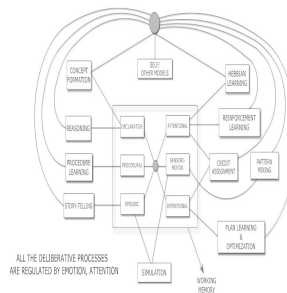 SELF/
OTHER MODELS
CONCEPT
FORMATION
HEBBIAN
LEARNING
REASONING
DECLARATIVE
ATTENTIONAL
REINFORCEMENT
LEARNING
PROCEDURE
LEARNING
PROCEDURAL
SENSORI-
MOTOR
CREDIT
ASSIGNMENT
PATTERN
MINING
STORY-TELLING
EPISODIC
INTENTIONAL
PLAN LEARNING
&
OPTIMIZATION
ALL THE DELIBERATIVE PROCESSES
ARE REGULATED BY EMOTION, ATTENTION
SIMULATION
WORKING
MEMORY